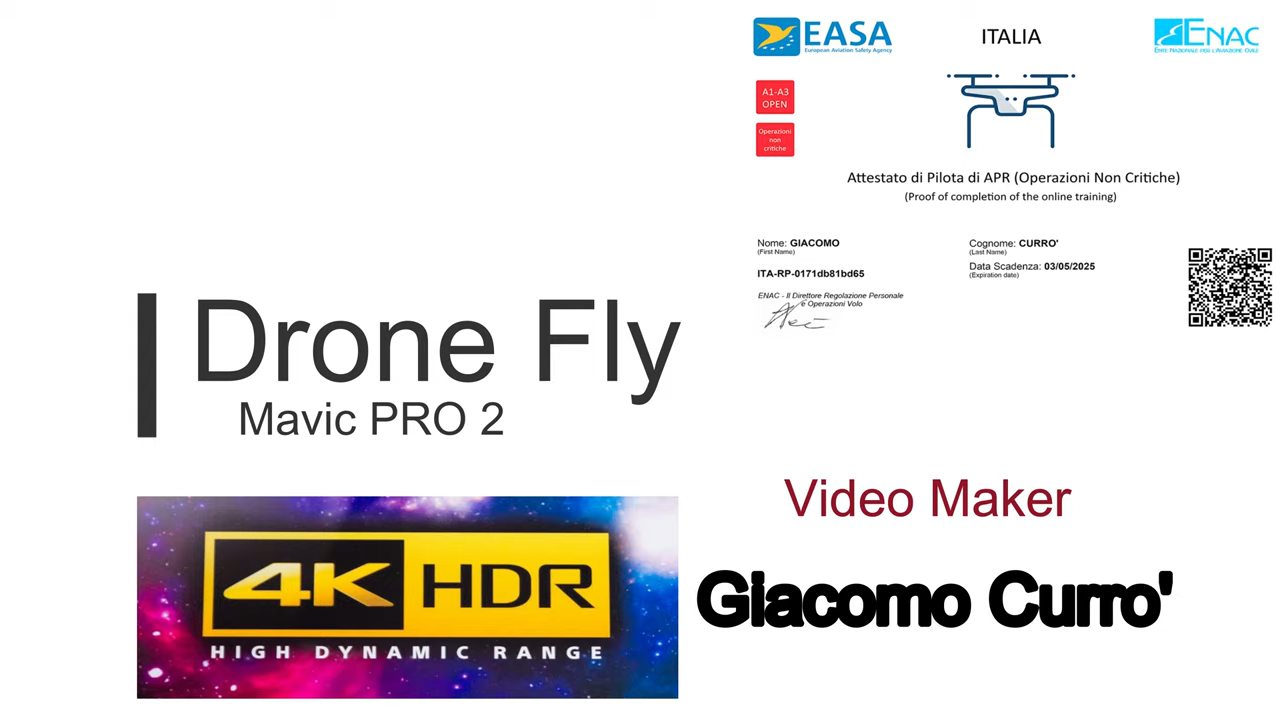 EASA
European Aviation Safety Agency
ITALIA
ENAC
ENTE NAZIONALE PER L'AVIAZIONE CIVILE
A1-A3
OPEN
Operazioni
non
critiche
Attestato di Pilota di APR (Operazioni Non Critiche)
(Proof of completion of the online training)
Nome: GIACOMO
(First Name)
Cognome: CURRO'
(Last Name)
ITA-RP-0171db81bd65
Data Scadenza: 03/05/2025
(Expiration date)
ENAC - Il Direttore Regolazione Personale
e Operazioni Volo
Drone Fly
Mavic PRO 2
4K HDR
HIGH DYNAMIC RANGE
Video Maker
Giacomo Curro'